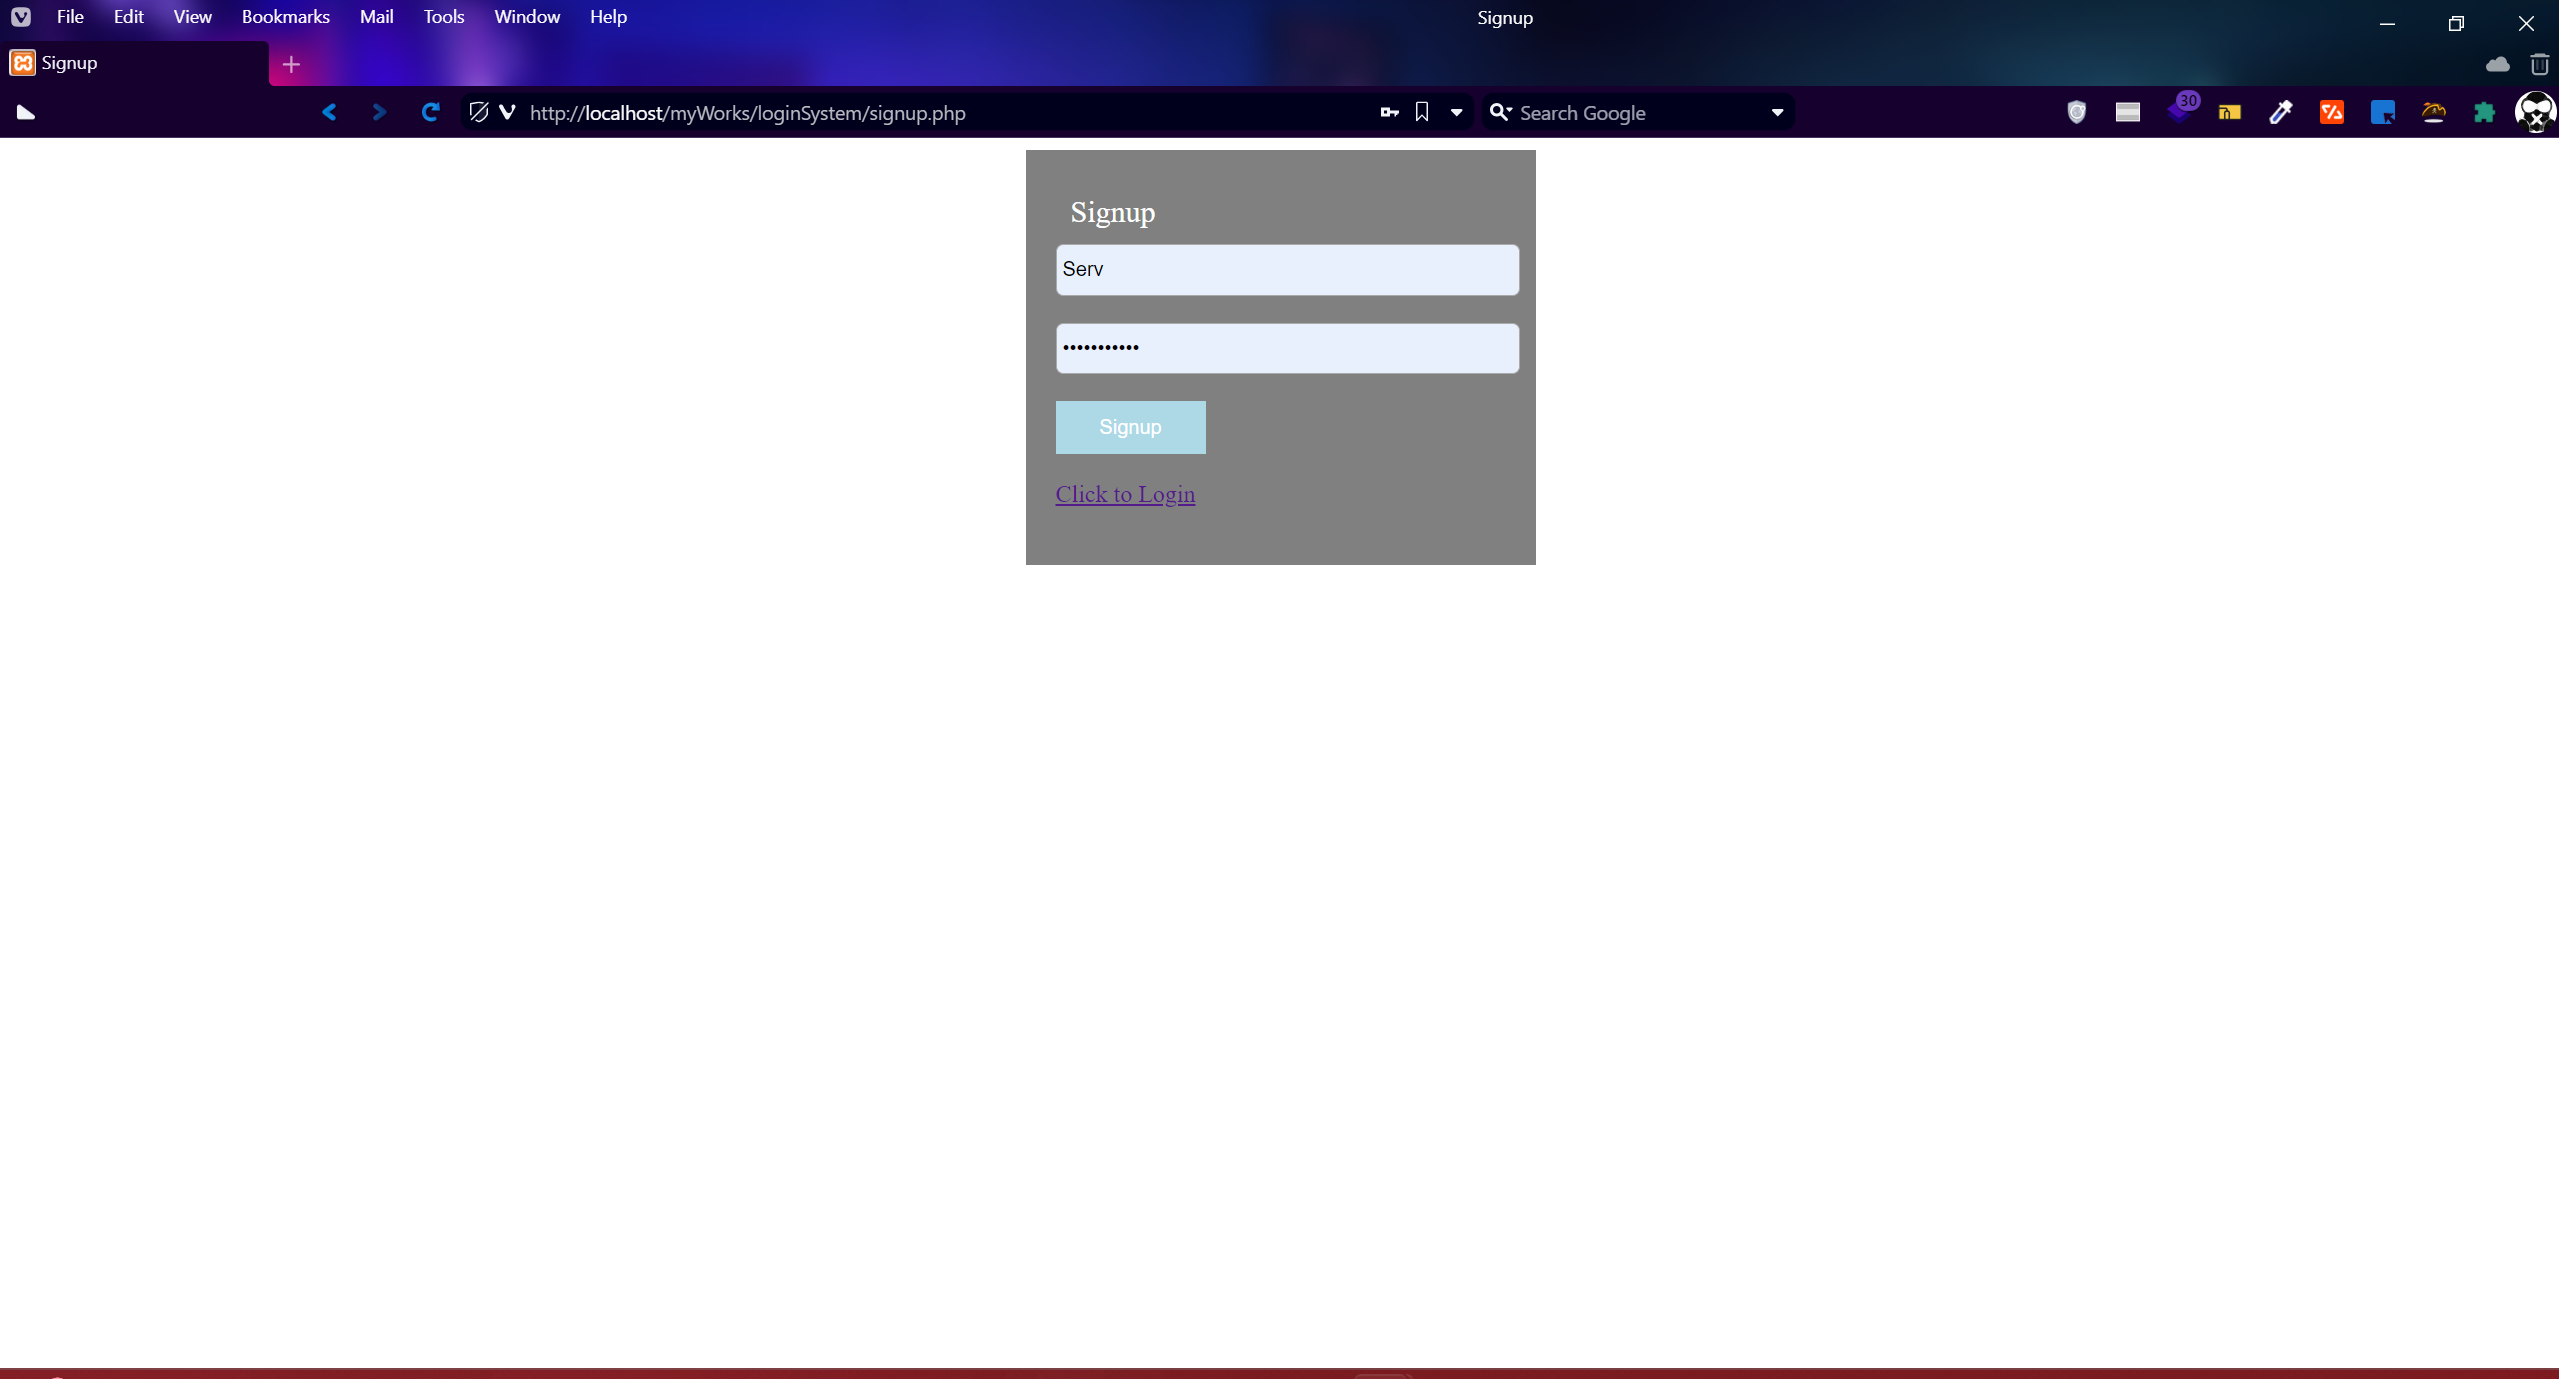 File Edit View Bookmarks Mail Tools Window Help
Signup
Signup
http://localhost/myWorks/loginSystem/signup.php
Search Google
30
Signup
Serv
•••••••••••
Signup
Click to Login